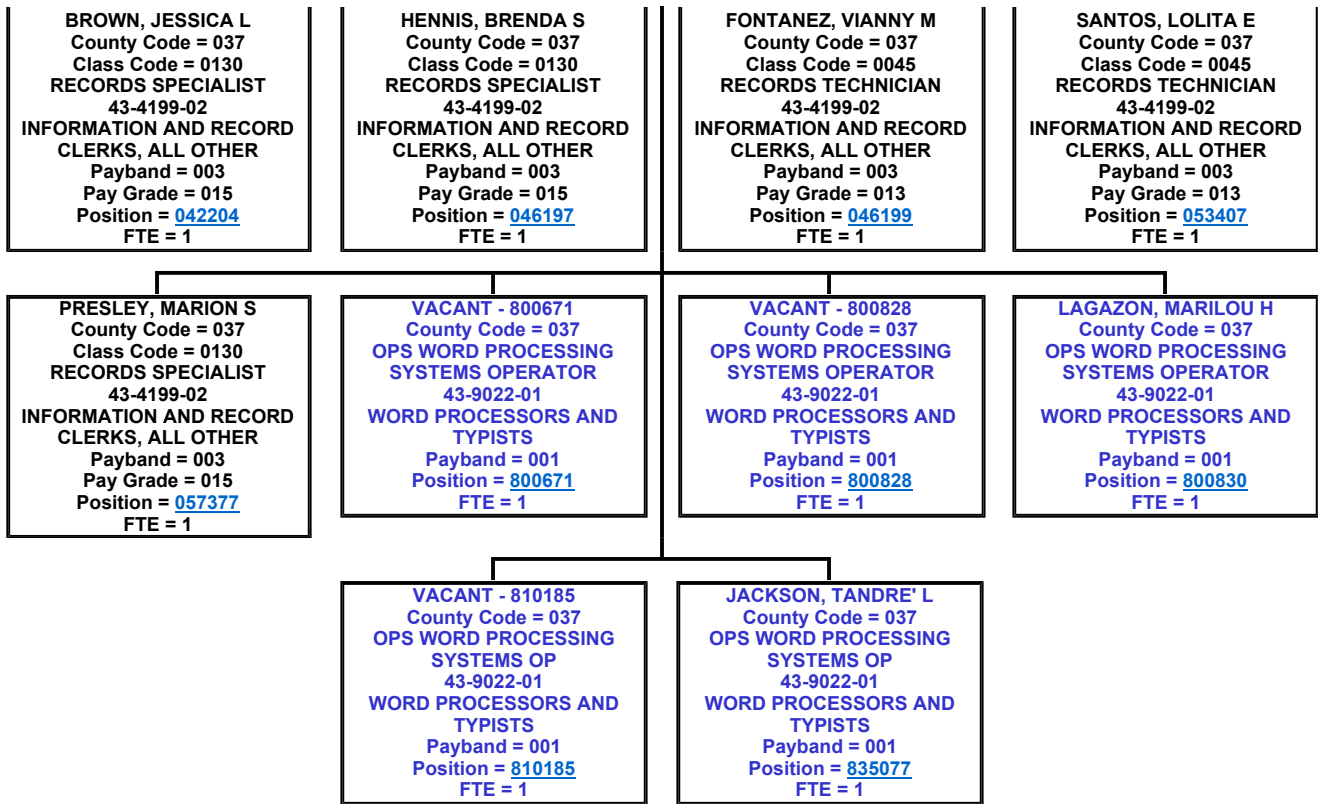 BROWN, JESSICA L
County Code = 037
Class Code = 0130
RECORDS SPECIALIST
43-4199-02
INFORMATION AND RECORD
CLERKS, ALL OTHER
Payband = 003
Pay Grade = 015
Position = 042204
FTE = 1
HENNIS, BRENDA S
County Code = 037
Class Code = 0130
RECORDS SPECIALIST
43-4199-02
INFORMATION AND RECORD
CLERKS, ALL OTHER
Payband = 003
Pay Grade = 015
Position = 046197
FTE = 1
FONTANEZ, VIANNY M
County Code = 037
Class Code = 0045
RECORDS TECHNICIAN
43-4199-02
INFORMATION AND RECORD
CLERKS, ALL OTHER
Payband = 003
Pay Grade = 013
Position = 046199
FTE = 1
SANTOS, LOLITA E
County Code = 037
Class Code = 0045
RECORDS TECHNICIAN
43-4199-02
INFORMATION AND RECORD
CLERKS, ALL OTHER
Payband = 003
Pay Grade = 013
Position = 053407
FTE = 1
PRESLEY, MARION S
County Code = 037
Class Code = 0130
RECORDS SPECIALIST
43-4199-02
INFORMATION AND RECORD
CLERKS, ALL OTHER
Payband = 003
Pay Grade = 015
Position = 057377
FTE = 1
VACANT - 800671
County Code = 037
OPS WORD PROCESSING
SYSTEMS OPERATOR
43-9022-01
WORD PROCESSORS AND
TYPISTS
Payband = 001
Position = 800671
FTE = 1
VACANT - 800828
County Code = 037
OPS WORD PROCESSING
SYSTEMS OPERATOR
43-9022-01
WORD PROCESSORS AND
TYPISTS
Payband = 001
Position = 800828
FTE = 1
LAGAZON, MARILOU H
County Code = 037
OPS WORD PROCESSING
SYSTEMS OPERATOR
43-9022-01
WORD PROCESSORS AND
TYPISTS
Payband = 001
Position = 800830
FTE = 1
VACANT - 810185
County Code = 037
OPS WORD PROCESSING
SYSTEMS OP
43-9022-01
WORD PROCESSORS AND
TYPISTS
Payband = 001
Position = 810185
FTE = 1
JACKSON, TANDRE' L
County Code = 037
OPS WORD PROCESSING
SYSTEMS OP
43-9022-01
WORD PROCESSORS AND
TYPISTS
Payband = 001
Position = 835077
FTE = 1